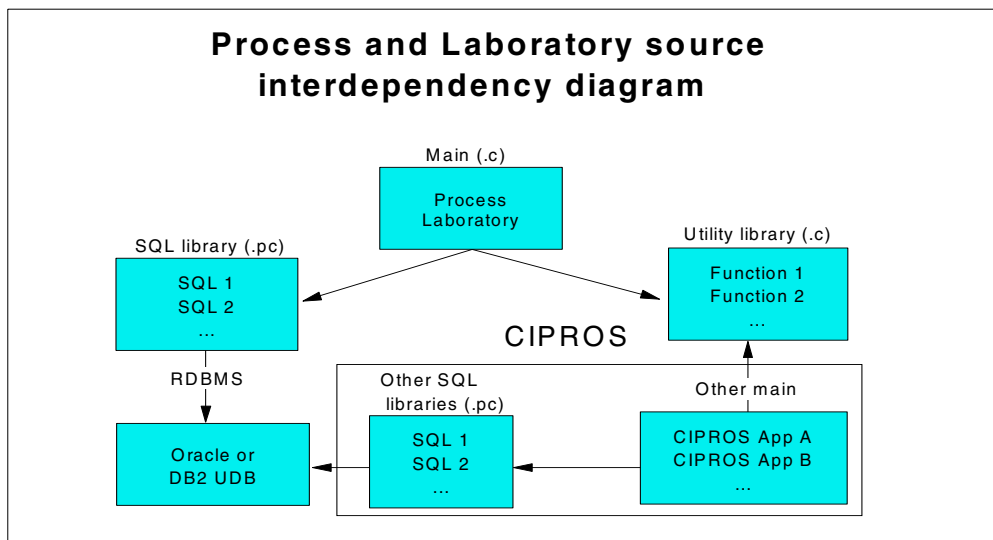 Process and Laboratory source
interdependency diagram
Main (.c)
Process
Laboratory
SQL library (.pc)
SQL 1
SQL 2
...
Utility library (.c)
Function 1
Function 2
...
CIPROS
RDBMS
Other SQL
libraries (.pc)
Other main
Oracle or
DB2 UDB
SQL 1
SQL 2
...
CIPROS App A
CIPROS App B
...